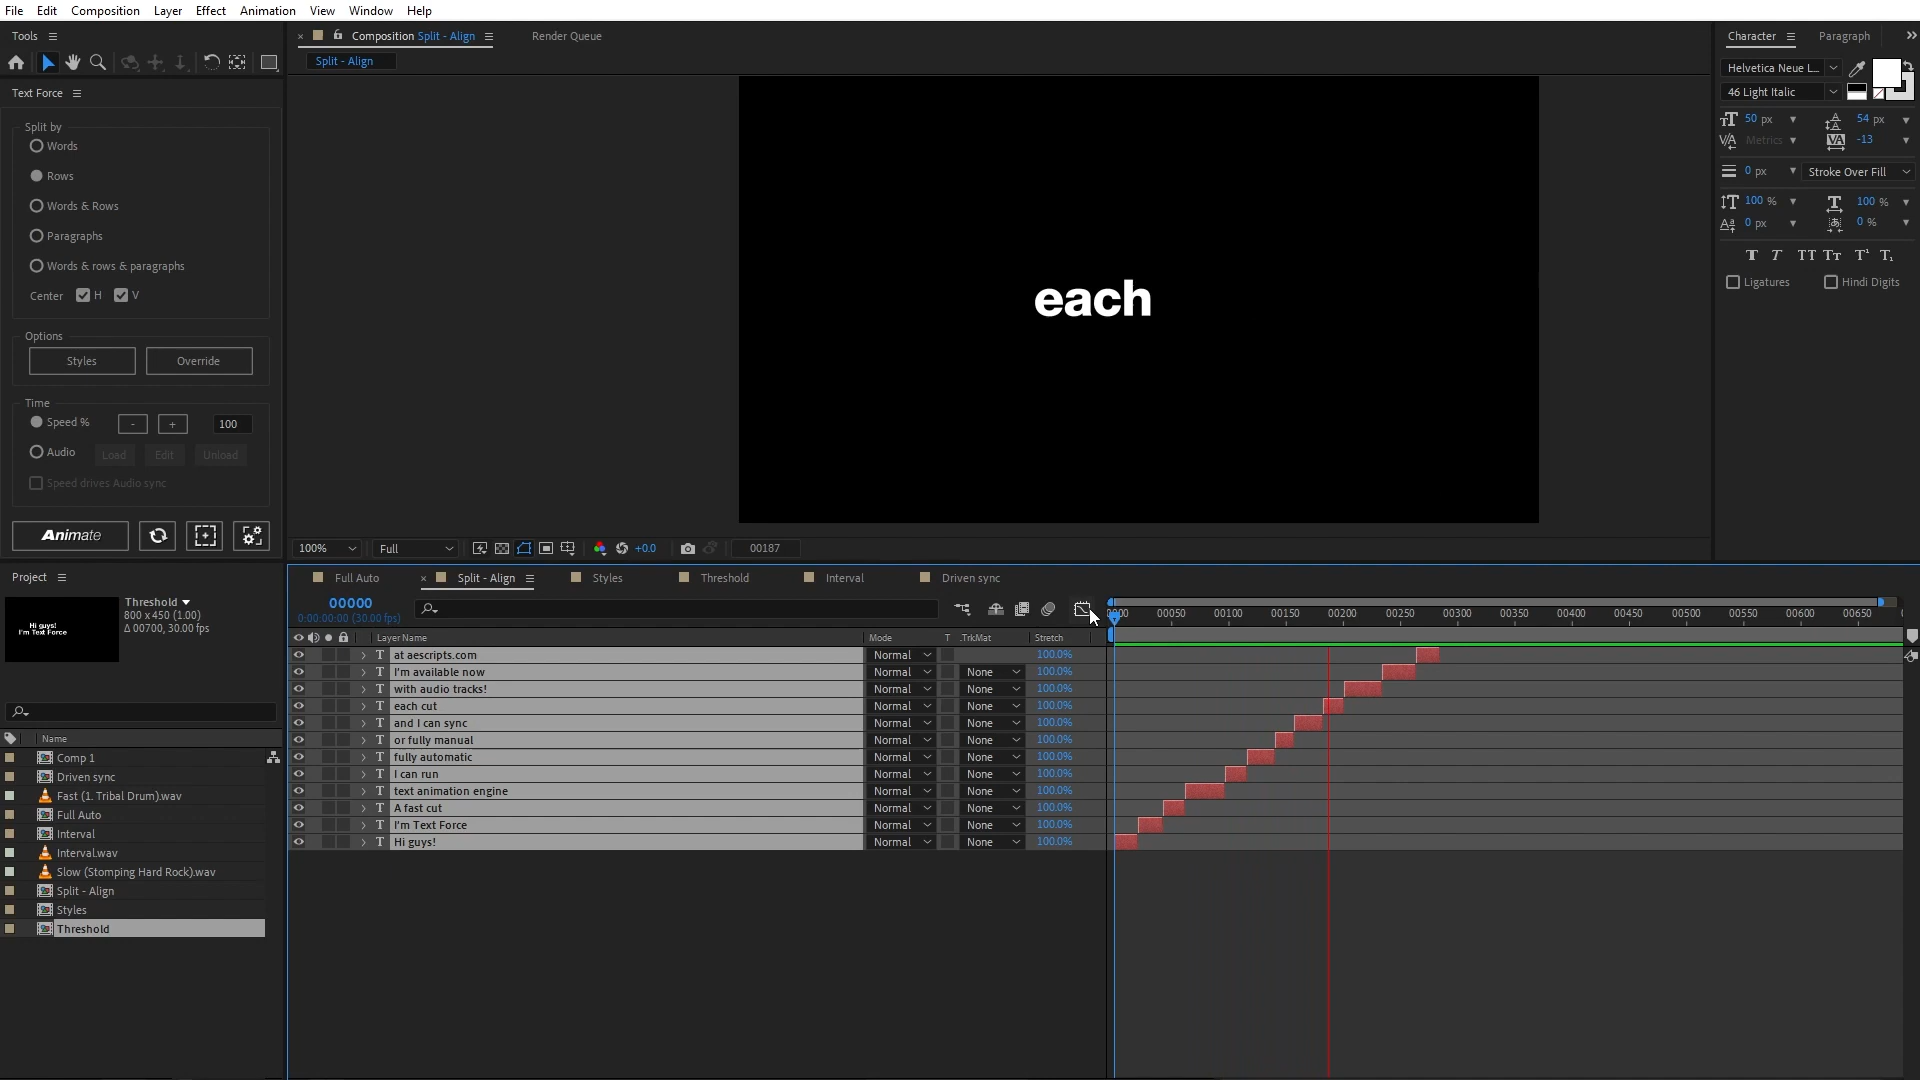 File Edit Composition Layer Effect Animation View Window Help
Tools
Text Force
Split by
Words
Rows
Words & Rows
Paragraphs
Words & rows & paragraphs
Center H V
Options
Styles Override
Time
Speed % - + 100
Audio Load Edit Unload
Speed drives Audio sync
Animate
Composition Split - Align Render Queue
Split - Align
each
100% Full +0.0 00187
Character Paragraph
Helvetica Neue L...
46 Light Italic
50 px 54 px
Metrics -13
0 px Stroke Over Fill
100 % 100 %
0 px 0 %
T T TT Tt T¹ T₁
Ligatures Hindi Digits
Project
Threshold
800 x 450 (1.00)
Δ 00700, 30.00 fps
Hi guys!
I'm Text Force
Name
Comp 1
Driven sync
Fast (1. Tribal Drum).wav
Full Auto
Interval
Interval.wav
Slow (Stomping Hard Rock).wav
Split - Align
Styles
Threshold
Full Auto Split - Align Styles Threshold Interval Driven sync
00000
0:00:00:00 (30.00 fps)
00050 00100 00150 00200 00250 00300 00350 00400 00450 00500 00550 00600 00650
Layer Name Mode T .TrkMat Stretch
T at aescripts.com Normal 100.0%
T I'm available now Normal None 100.0%
T with audio tracks! Normal None 100.0%
T each cut Normal None 100.0%
T and I can sync Normal None 100.0%
T or fully manual Normal None 100.0%
T fully automatic Normal None 100.0%
T I can run Normal None 100.0%
T text animation engine Normal None 100.0%
T A fast cut Normal None 100.0%
T I'm Text Force Normal None 100.0%
T Hi guys! Normal None 100.0%